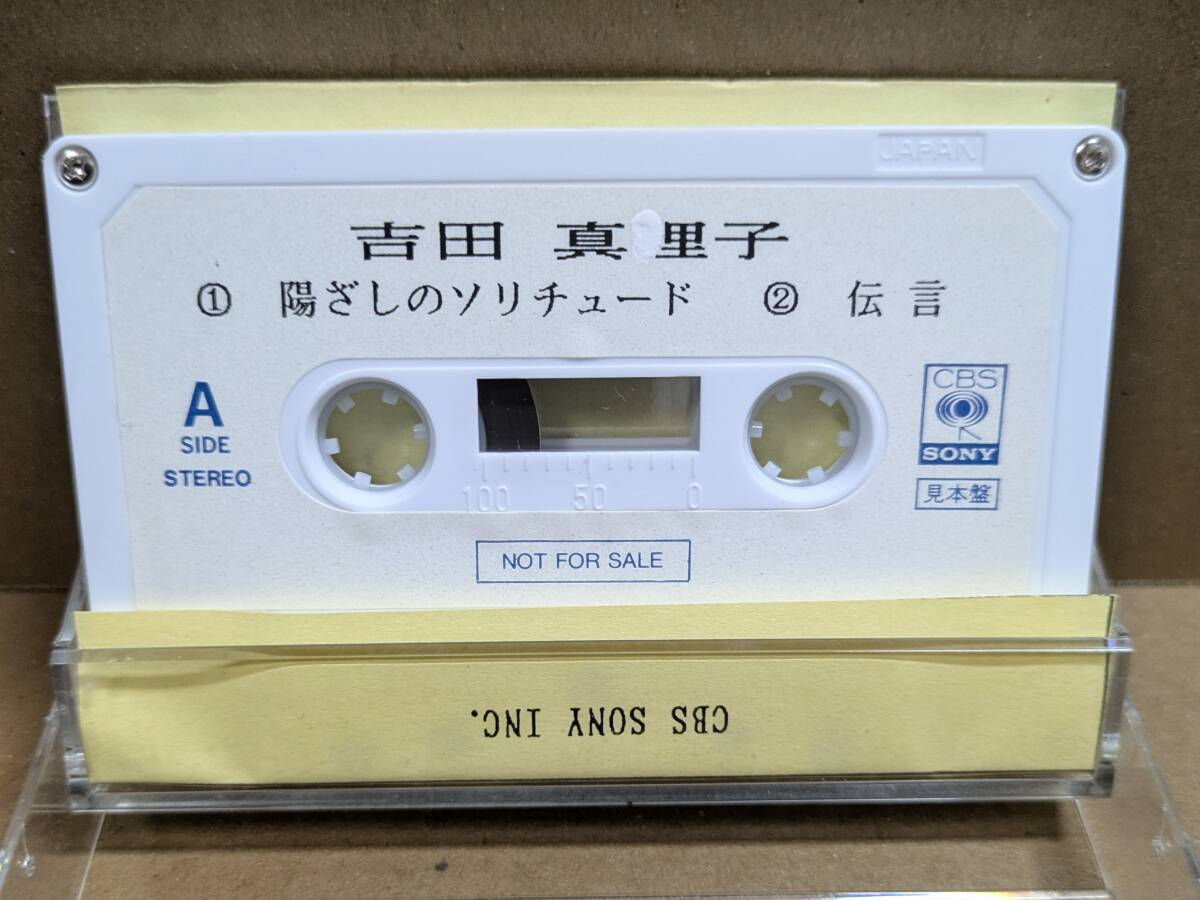 JAPAN
吉田 真里子
① 陽ざしのソリチュード ② 伝言
A
SIDE
STEREO
CBS
SONY
見本盤
100 50 0
NOT FOR SALE
CBS SONY INC.